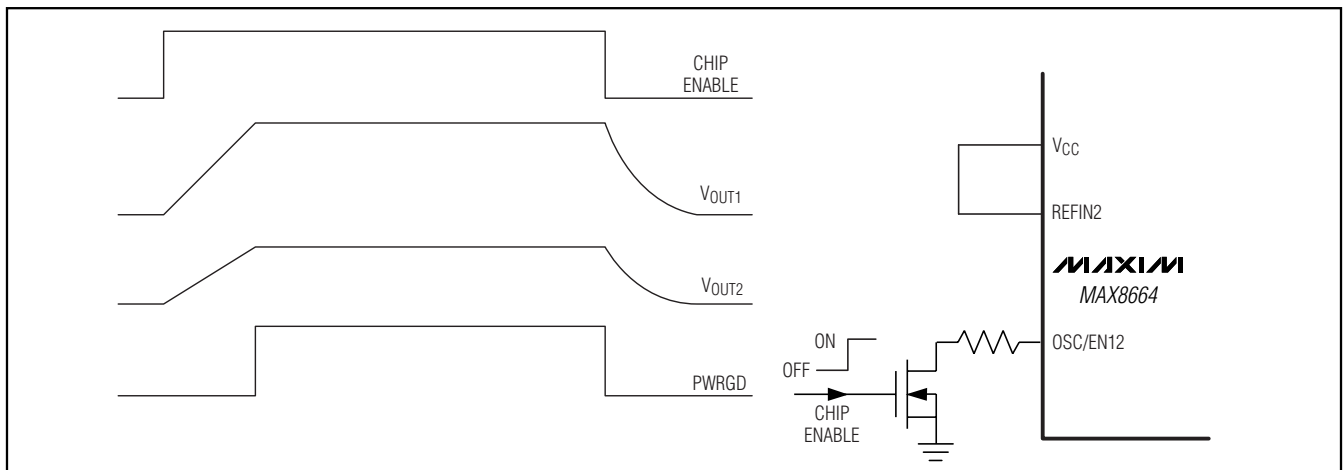 CHIP
ENABLE
VOUT1
VOUT2
PWRGD
VCC
REFIN2
MAXIM
MAX8664
OSC/EN12
ON
OFF
CHIP
ENABLE